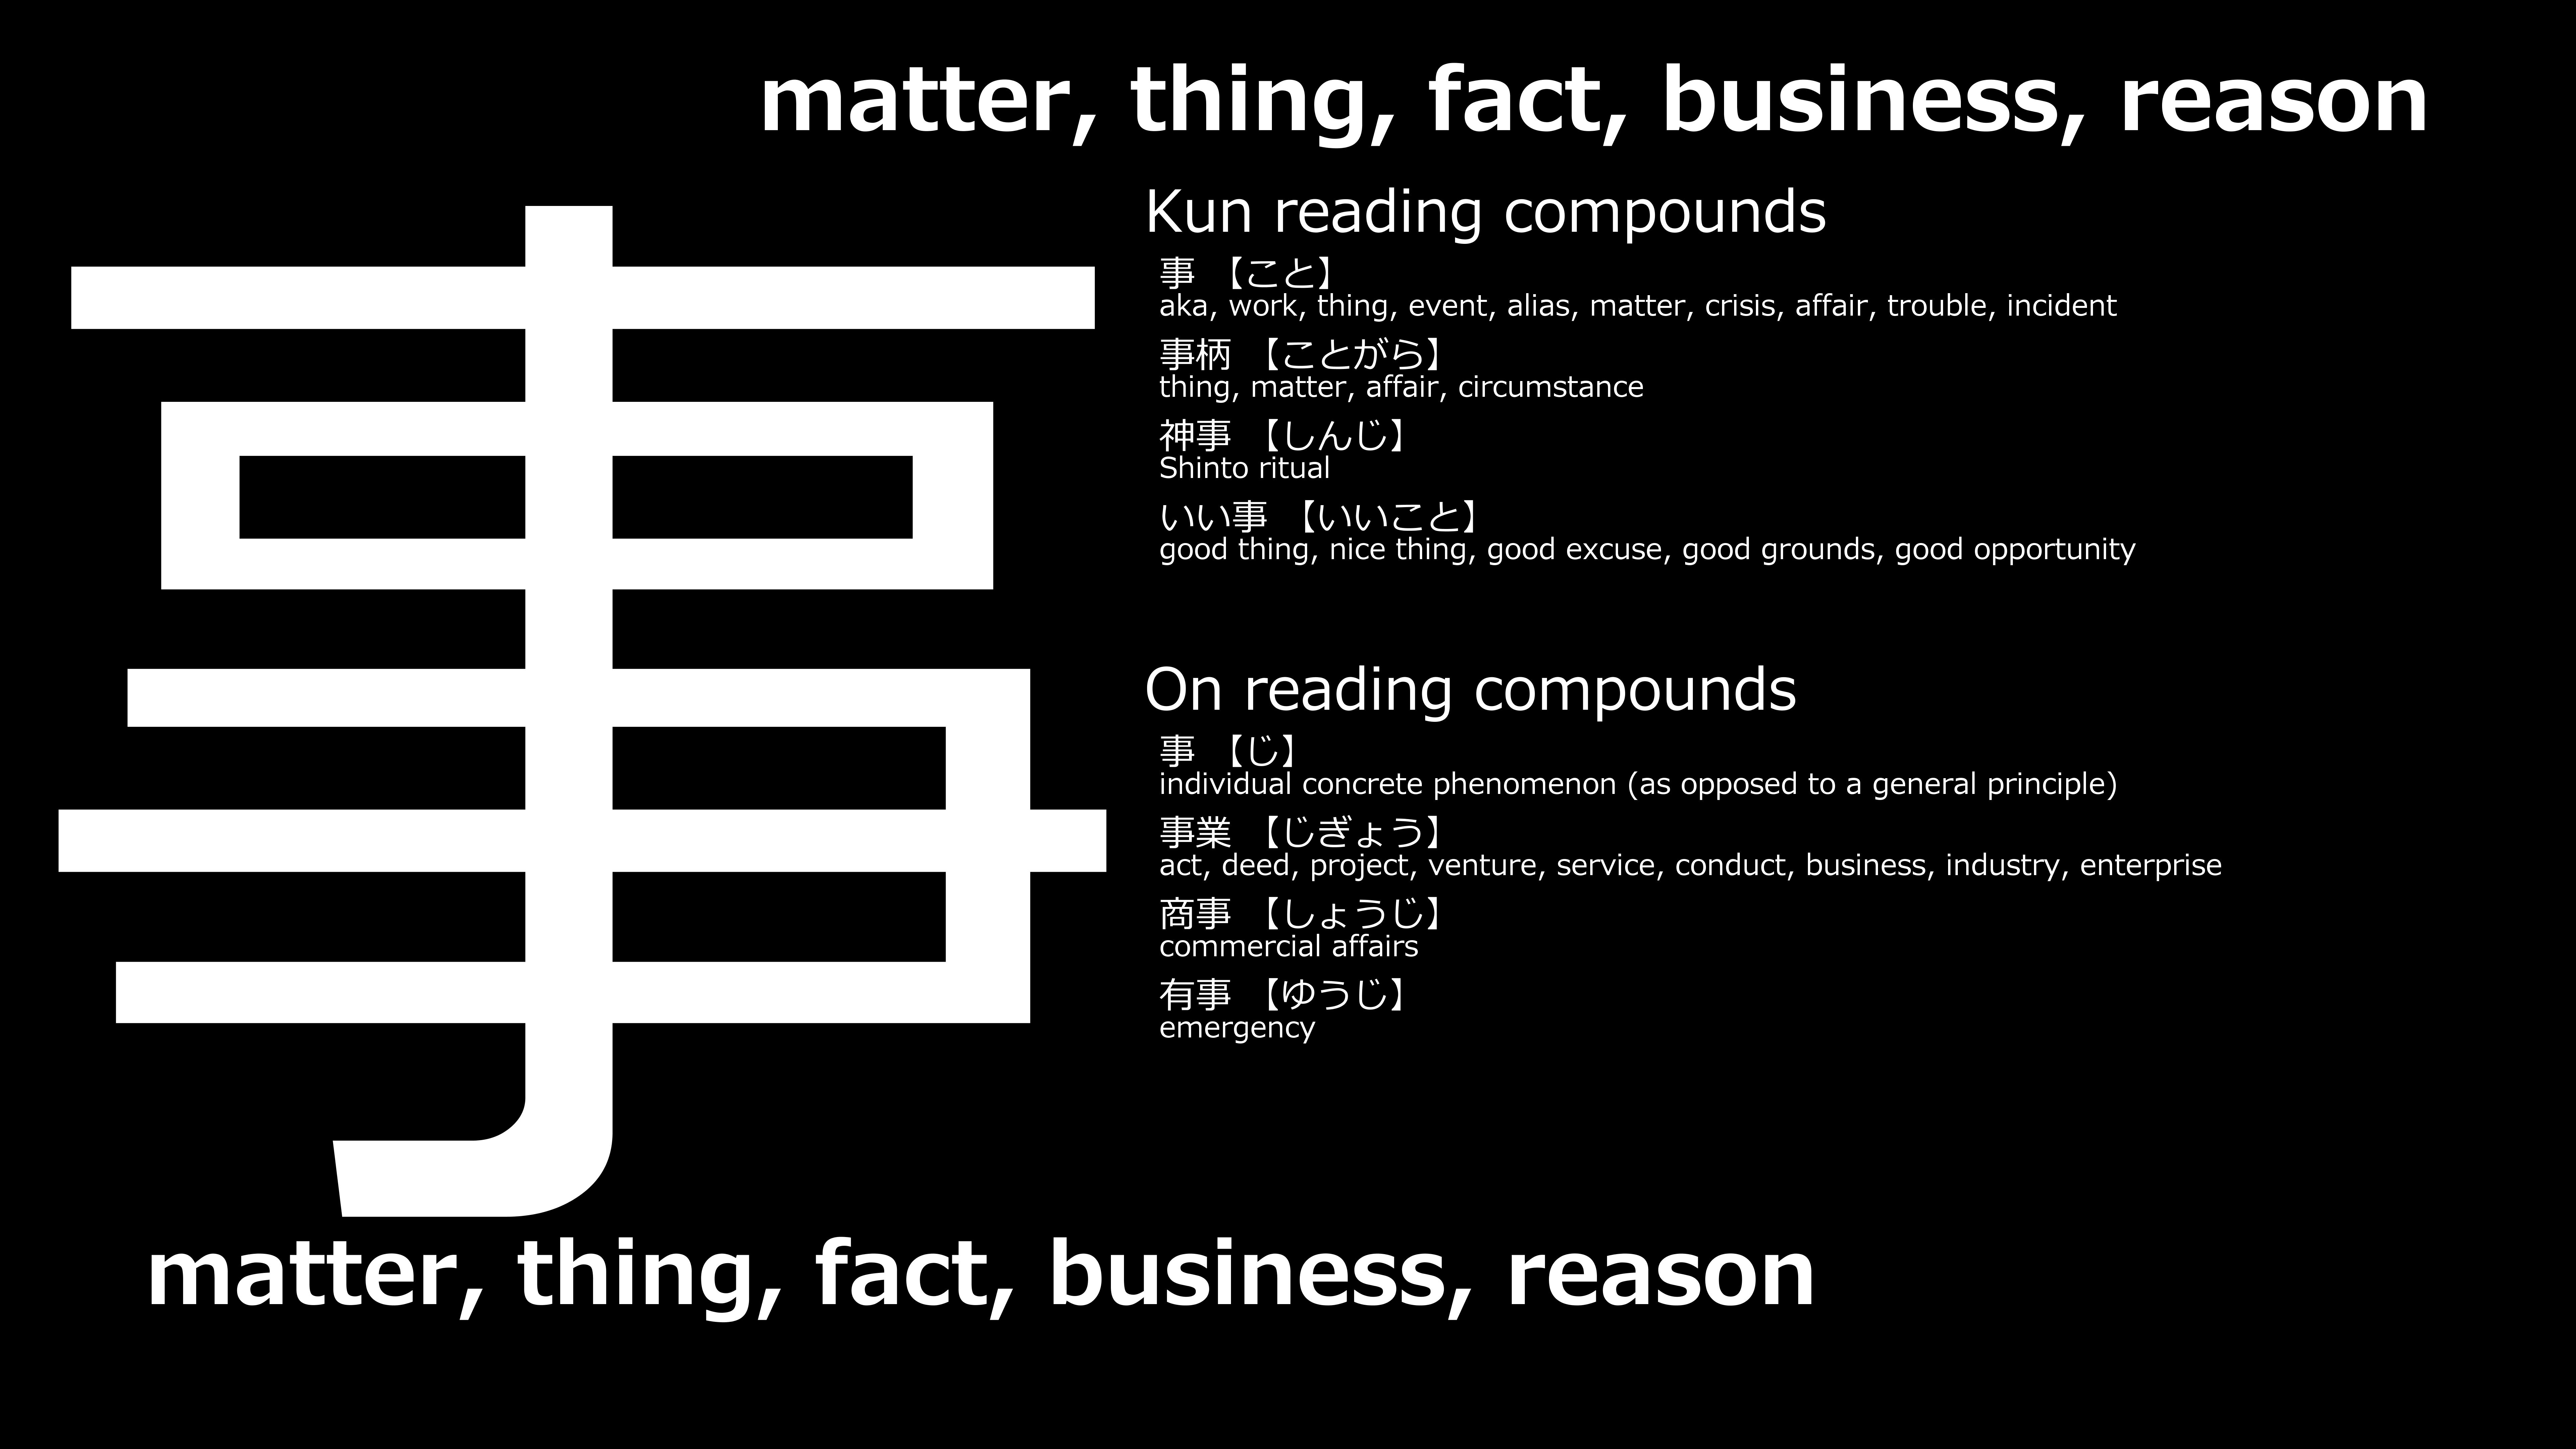 matter, thing, fact, business, reason
事
Kun reading compounds
事 【こと】
aka, work, thing, event, alias, matter, crisis, affair, trouble, incident
事柄 【ことがら】
thing, matter, affair, circumstance
神事 【しんじ】
Shinto ritual
いい事 【いいこと】
good thing, nice thing, good excuse, good grounds, good opportunity
On reading compounds
事 【じ】
individual concrete phenomenon (as opposed to a general principle)
事業 【じぎょう】
act, deed, project, venture, service, conduct, business, industry, enterprise
商事 【しょうじ】
commercial affairs
有事 【ゆうじ】
emergency
matter, thing, fact, business, reason